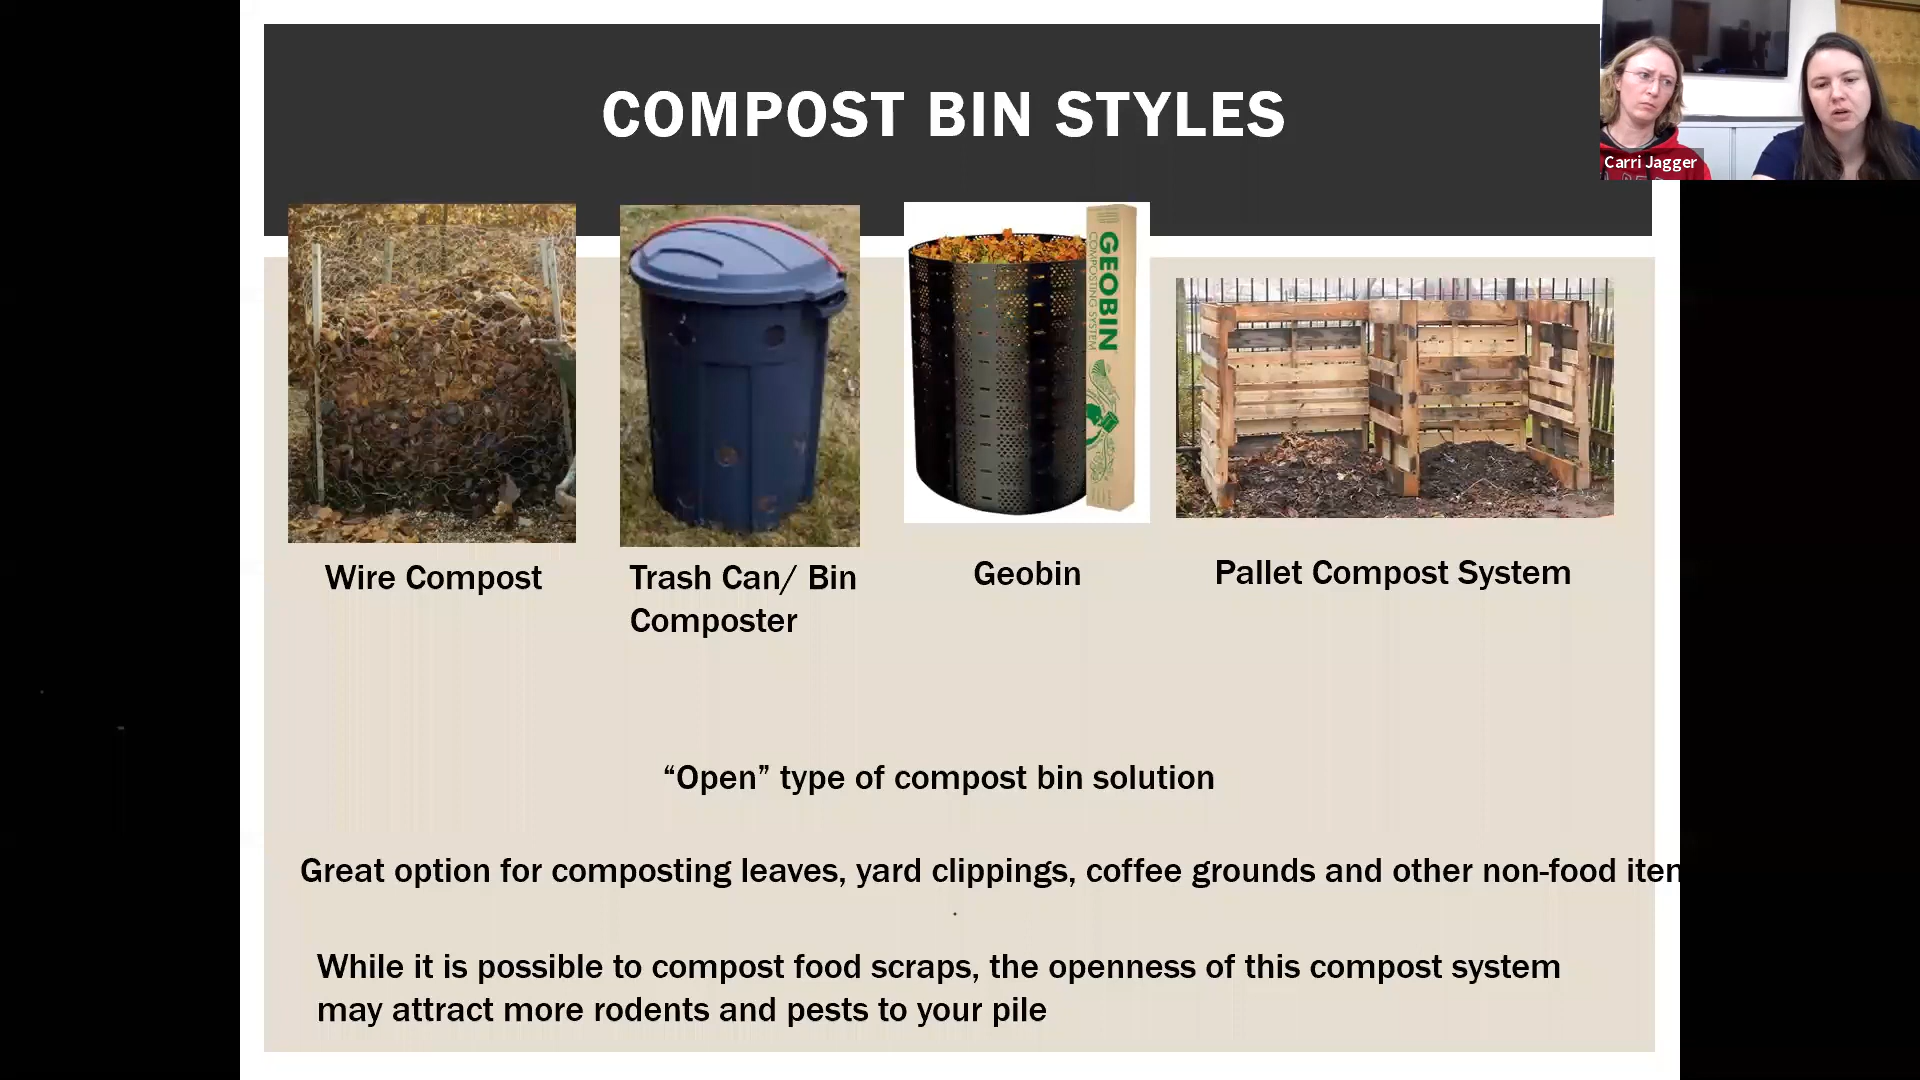 COMPOST BIN STYLES
Carri Jagger
GEOBIN
COMPOSTING SYSTEM
Wire Compost
Trash Can/ Bin
Composter
Geobin
Pallet Compost System
“Open” type of compost bin solution
Great option for composting leaves, yard clippings, coffee grounds and other non-food iten
.
While it is possible to compost food scraps, the openness of this compost system
may attract more rodents and pests to your pile